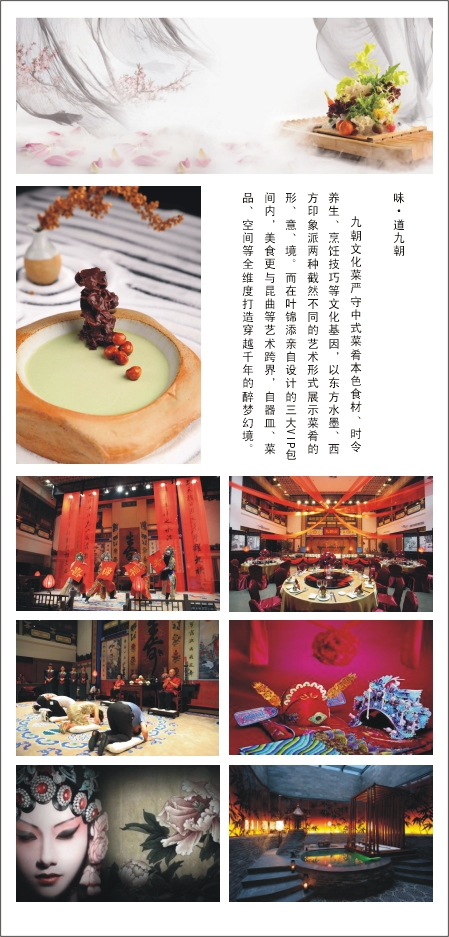 味·道九朝
九朝文化菜严守中式菜肴本色食材、时令
养生、烹饪技巧等文化基因，以东方水墨、西
方印象派两种截然不同的艺术形式展示菜肴的
形、意、境。而在叶锦添亲自设计的三大VIP包
间内，美食更与昆曲等艺术跨界，自器皿、菜
品、空间等全维度打造穿越千年的醉梦幻境。
寿
寿